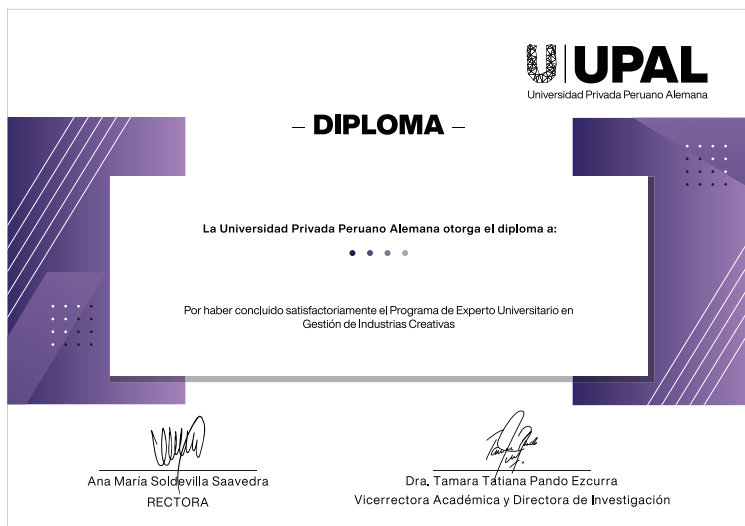 UPAL
Universidad Privada Peruano Alemana
– DIPLOMA –
La Universidad Privada Peruano Alemana otorga el diploma a:
Por haber concluido satisfactoriamente el Programa de Experto Universitario en
Gestión de Industrias Creativas
Ana María Soldevilla Saavedra
RECTORA
Dra. Tamara Tatiana Pando Ezcurra
Vicerrectora Académica y Directora de Investigación